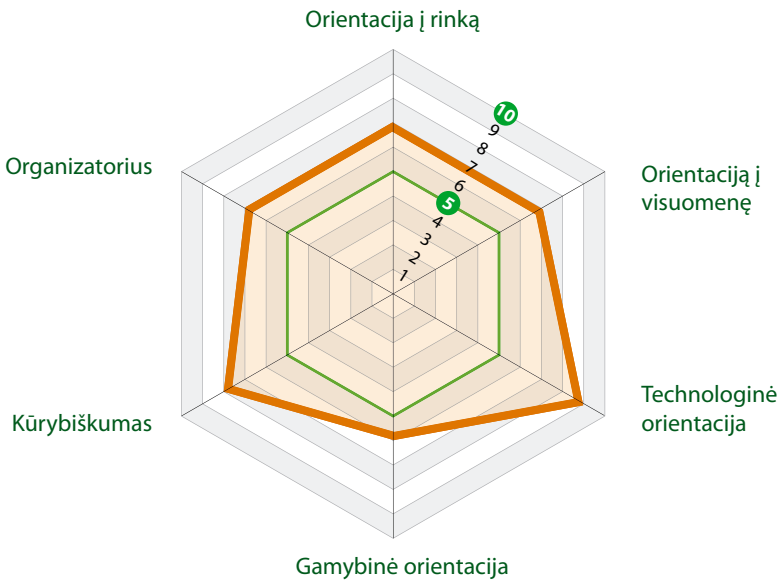 Orientacija į rinką
10
9
8
7
6
5
4
3
2
1
Organizatorius
Orientaciją į
visuomenę
Kūrybiškumas
Technologinė
orientacija
Gamybinė orientacija